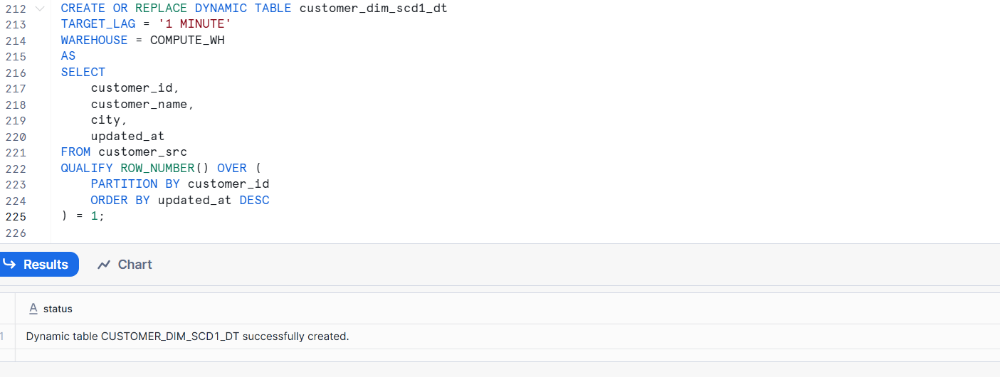 212 CREATE OR REPLACE DYNAMIC TABLE customer_dim_scd1_dt
213 TARGET_LAG = '1 MINUTE'
214 WAREHOUSE = COMPUTE_WH
215 AS
216 SELECT
217     customer_id,
218     customer_name,
219     city,
220     updated_at
221 FROM customer_src
222 QUALIFY ROW_NUMBER() OVER (
223     PARTITION BY customer_id
224     ORDER BY updated_at DESC
225 ) = 1;
226
Results Chart
A status
1 Dynamic table CUSTOMER_DIM_SCD1_DT successfully created.